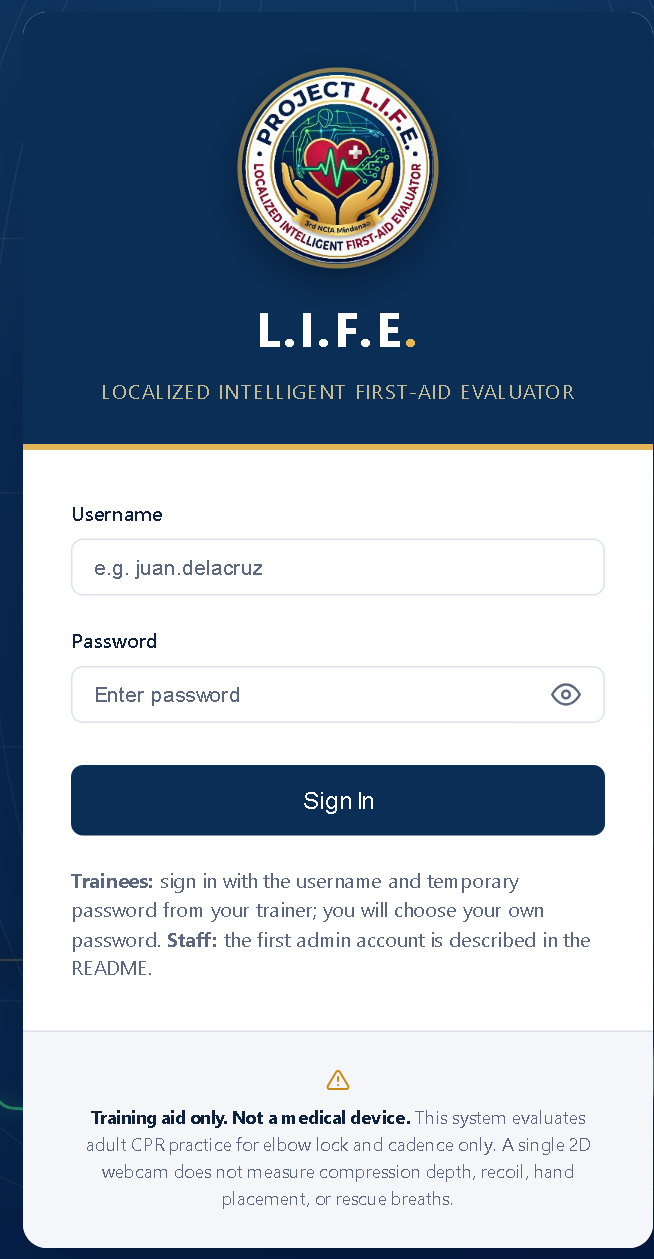 PROJECT L.I.F.E.
LOCALIZED INTELLIGENT FIRST-AID EVALUATOR
3rd NCIA Mindanao
L.I.F.E.
LOCALIZED INTELLIGENT FIRST-AID EVALUATOR
Username
e.g. juan.delacruz
Password
Enter password
Sign In
Trainees: sign in with the username and temporary
password from your trainer; you will choose your own
password. Staff: the first admin account is described in the
README.
Training aid only. Not a medical device. This system evaluates
adult CPR practice for elbow lock and cadence only. A single 2D
webcam does not measure compression depth, recoil, hand
placement, or rescue breaths.